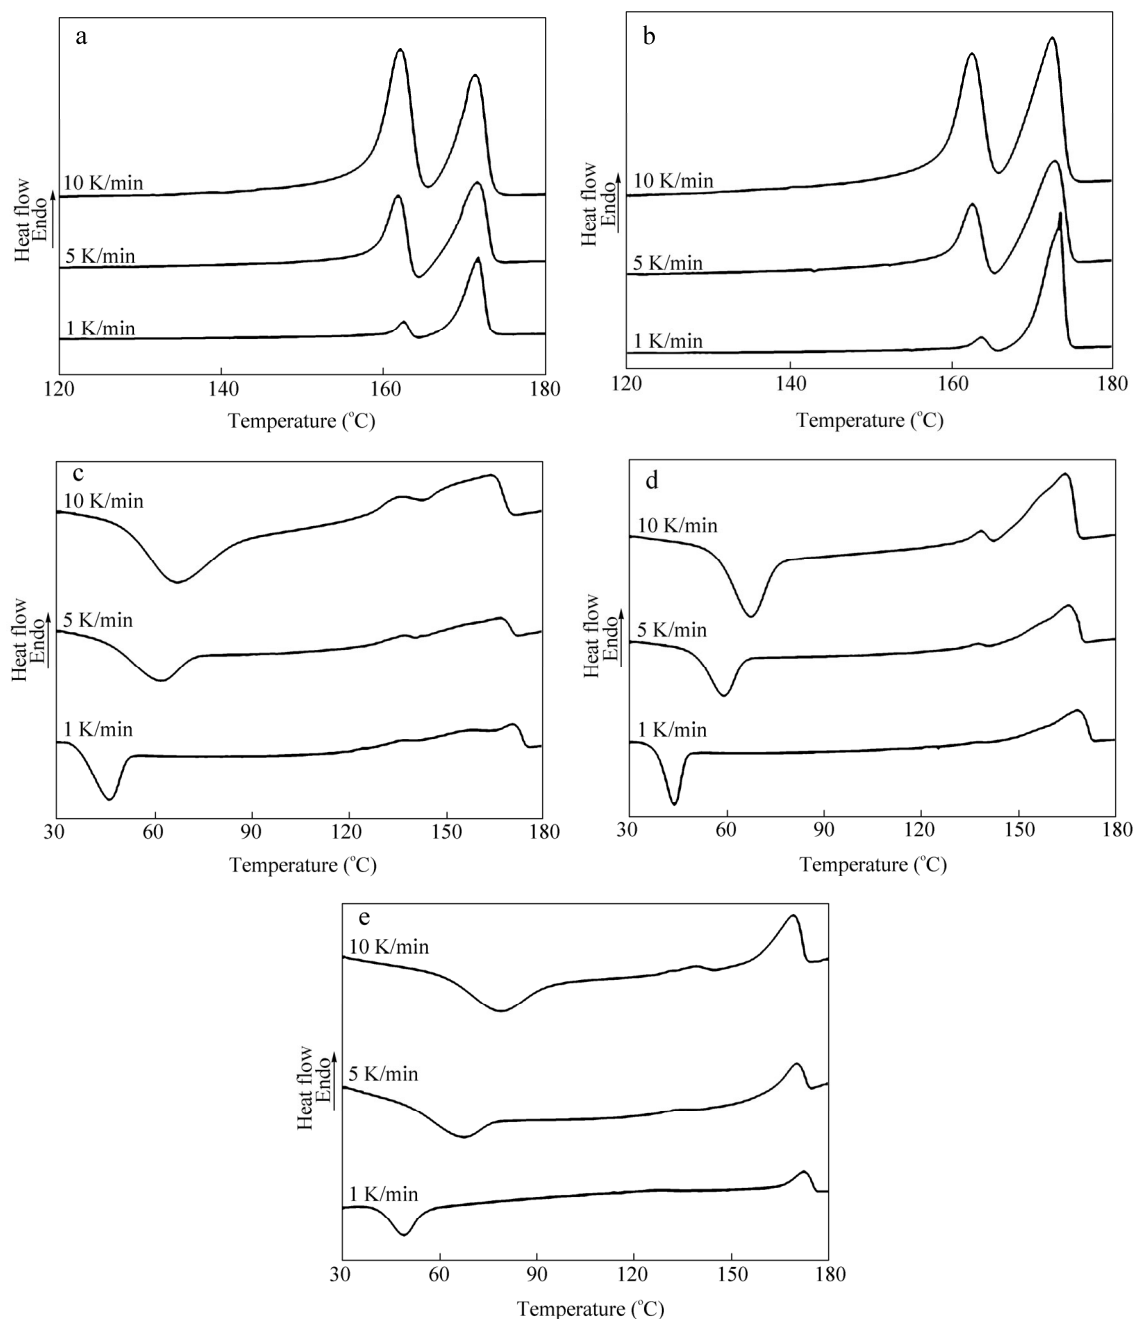 a
10 K/min
5 K/min
1 K/min
Heat flow
Endo
120 140 160 180
Temperature (°C)
b
10 K/min
5 K/min
1 K/min
Heat flow
Endo
120 140 160 180
Temperature (°C)
c
10 K/min
5 K/min
1 K/min
Heat flow
Endo
30 60 90 120 150 180
Temperature (°C)
d
10 K/min
5 K/min
1 K/min
Heat flow
Endo
30 60 90 120 150 180
Temperature (°C)
e
10 K/min
5 K/min
1 K/min
Heat flow
Endo
30 60 90 120 150 180
Temperature (°C)